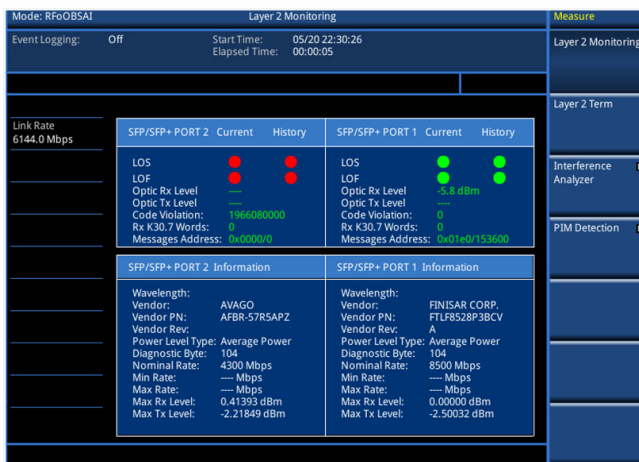 Mode: RFoOBSAI
Layer 2 Monitoring
Measure
Event Logging: Off
Start Time: 05/20 22:30:26
Elapsed Time: 00:00:05
Layer 2 Monitoring
Layer 2 Term
Interference
Analyzer
PIM Detection
Link Rate
6144.0 Mbps
SFP/SFP+ PORT 2 Current History
LOS
LOF
Optic Rx Level ----
Optic Tx Level ----
Code Violation: 1966080000
Rx K30.7 Words: 0
Messages Address: 0x0000/0
SFP/SFP+ PORT 1 Current History
LOS
LOF
Optic Rx Level -5.8 dBm
Optic Tx Level ----
Code Violation: 0
Rx K30.7 Words: 0
Messages Address: 0x01e0/153600
SFP/SFP+ PORT 2 Information
Wavelength:
Vendor: AVAGO
Vendor PN: AFBR-57R5APZ
Vendor Rev:
Power Level Type: Average Power
Diagnostic Byte: 104
Nominal Rate: 4300 Mbps
Min Rate: ---- Mbps
Max Rate: ---- Mbps
Max Rx Level: 0.41393 dBm
Max Tx Level: -2.21849 dBm
SFP/SFP+ PORT 1 Information
Wavelength:
Vendor: FINISAR CORP.
Vendor PN: FTLF8528P3BCV
Vendor Rev: A
Power Level Type: Average Power
Diagnostic Byte: 104
Nominal Rate: 8500 Mbps
Min Rate: ---- Mbps
Max Rate: ---- Mbps
Max Rx Level: 0.00000 dBm
Max Tx Level: -2.50032 dBm